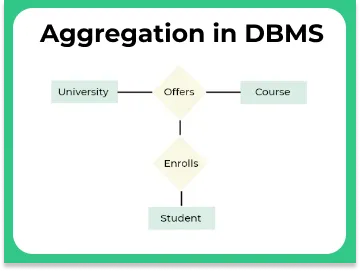 Aggregation in DBMS
University
Offers
Course
Enrolls
Student